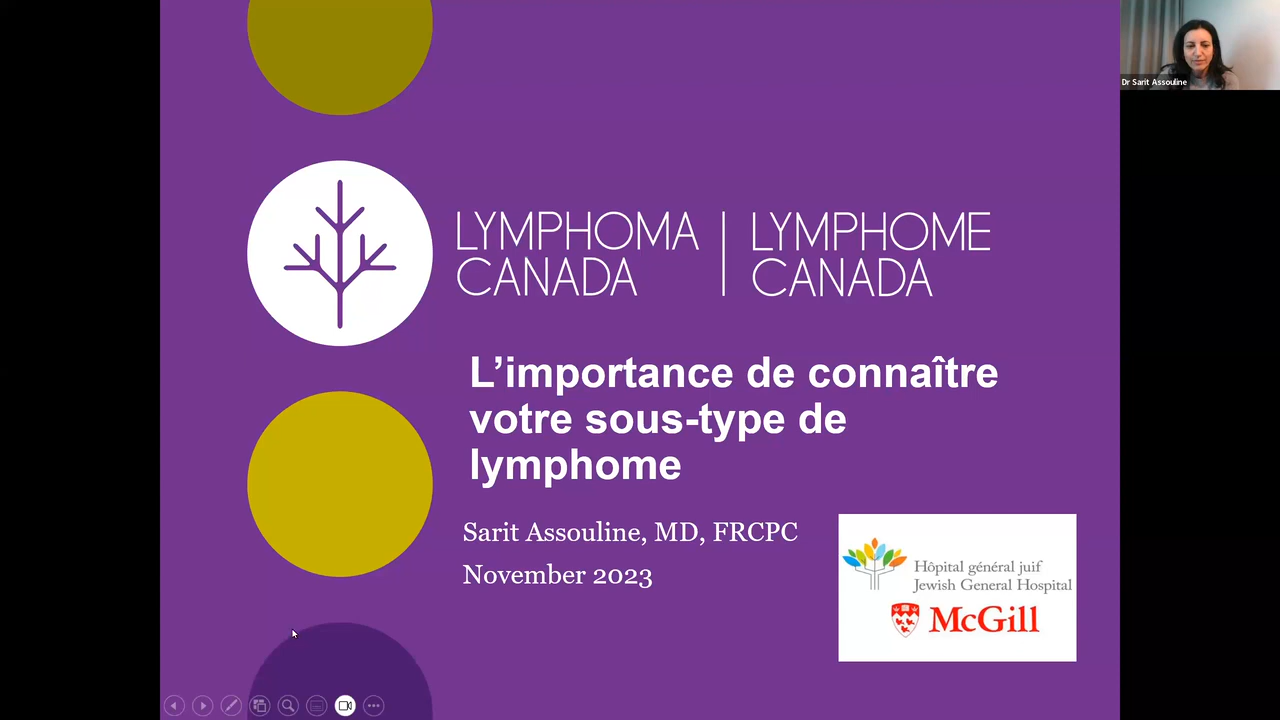 Dr Sarit Assouline
LYMPHOMA
CANADA
LYMPHOME
CANADA
L’importance de connaître
votre sous-type de
lymphome
Sarit Assouline, MD, FRCPC
November 2023
Hôpital général juif
Jewish General Hospital
McGill